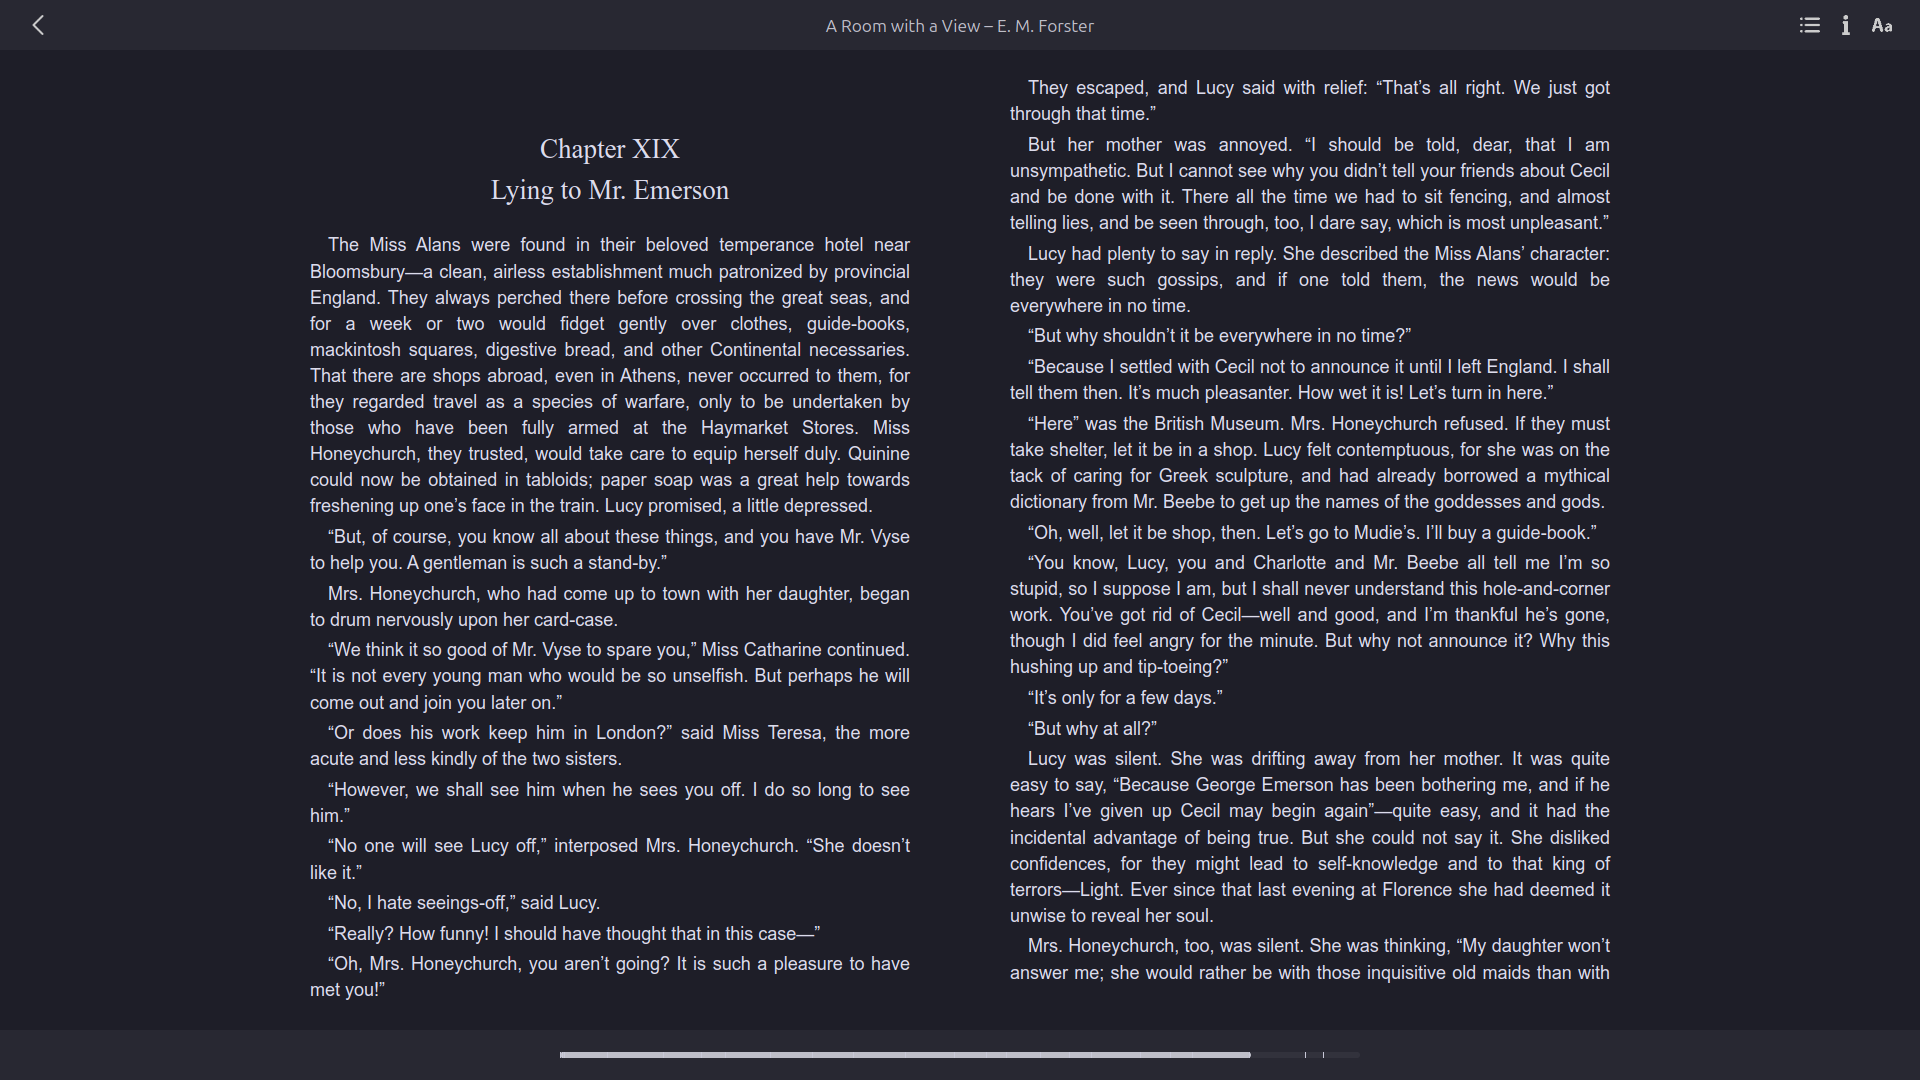 A Room with a View – E. M. Forster
Aa
Chapter XIX
Lying to Mr. Emerson
The Miss Alans were found in their beloved temperance hotel near
Bloomsbury—a clean, airless establishment much patronized by provincial
England. They always perched there before crossing the great seas, and
for a week or two would fidget gently over clothes, guide-books,
mackintosh squares, digestive bread, and other Continental necessaries.
That there are shops abroad, even in Athens, never occurred to them, for
they regarded travel as a species of warfare, only to be undertaken by
those who have been fully armed at the Haymarket Stores. Miss
Honeychurch, they trusted, would take care to equip herself duly. Quinine
could now be obtained in tabloids; paper soap was a great help towards
freshening up one’s face in the train. Lucy promised, a little depressed.
“But, of course, you know all about these things, and you have Mr. Vyse
to help you. A gentleman is such a stand-by.”
Mrs. Honeychurch, who had come up to town with her daughter, began
to drum nervously upon her card-case.
“We think it so good of Mr. Vyse to spare you,” Miss Catharine continued.
“It is not every young man who would be so unselfish. But perhaps he will
come out and join you later on.”
“Or does his work keep him in London?” said Miss Teresa, the more
acute and less kindly of the two sisters.
“However, we shall see him when he sees you off. I do so long to see
him.”
“No one will see Lucy off,” interposed Mrs. Honeychurch. “She doesn’t
like it.”
“No, I hate seeings-off,” said Lucy.
“Really? How funny! I should have thought that in this case—”
“Oh, Mrs. Honeychurch, you aren’t going? It is such a pleasure to have
met you!”
They escaped, and Lucy said with relief: “That’s all right. We just got
through that time.”
But her mother was annoyed. “I should be told, dear, that I am
unsympathetic. But I cannot see why you didn’t tell your friends about Cecil
and be done with it. There all the time we had to sit fencing, and almost
telling lies, and be seen through, too, I dare say, which is most unpleasant.”
Lucy had plenty to say in reply. She described the Miss Alans’ character:
they were such gossips, and if one told them, the news would be
everywhere in no time.
“But why shouldn’t it be everywhere in no time?”
“Because I settled with Cecil not to announce it until I left England. I shall
tell them then. It’s much pleasanter. How wet it is! Let’s turn in here.”
“Here” was the British Museum. Mrs. Honeychurch refused. If they must
take shelter, let it be in a shop. Lucy felt contemptuous, for she was on the
tack of caring for Greek sculpture, and had already borrowed a mythical
dictionary from Mr. Beebe to get up the names of the goddesses and gods.
“Oh, well, let it be shop, then. Let’s go to Mudie’s. I’ll buy a guide-book.”
“You know, Lucy, you and Charlotte and Mr. Beebe all tell me I’m so
stupid, so I suppose I am, but I shall never understand this hole-and-corner
work. You’ve got rid of Cecil—well and good, and I’m thankful he’s gone,
though I did feel angry for the minute. But why not announce it? Why this
hushing up and tip-toeing?”
“It’s only for a few days.”
“But why at all?”
Lucy was silent. She was drifting away from her mother. It was quite
easy to say, “Because George Emerson has been bothering me, and if he
hears I’ve given up Cecil may begin again”—quite easy, and it had the
incidental advantage of being true. But she could not say it. She disliked
confidences, for they might lead to self-knowledge and to that king of
terrors—Light. Ever since that last evening at Florence she had deemed it
unwise to reveal her soul.
Mrs. Honeychurch, too, was silent. She was thinking, “My daughter won’t
answer me; she would rather be with those inquisitive old maids than with